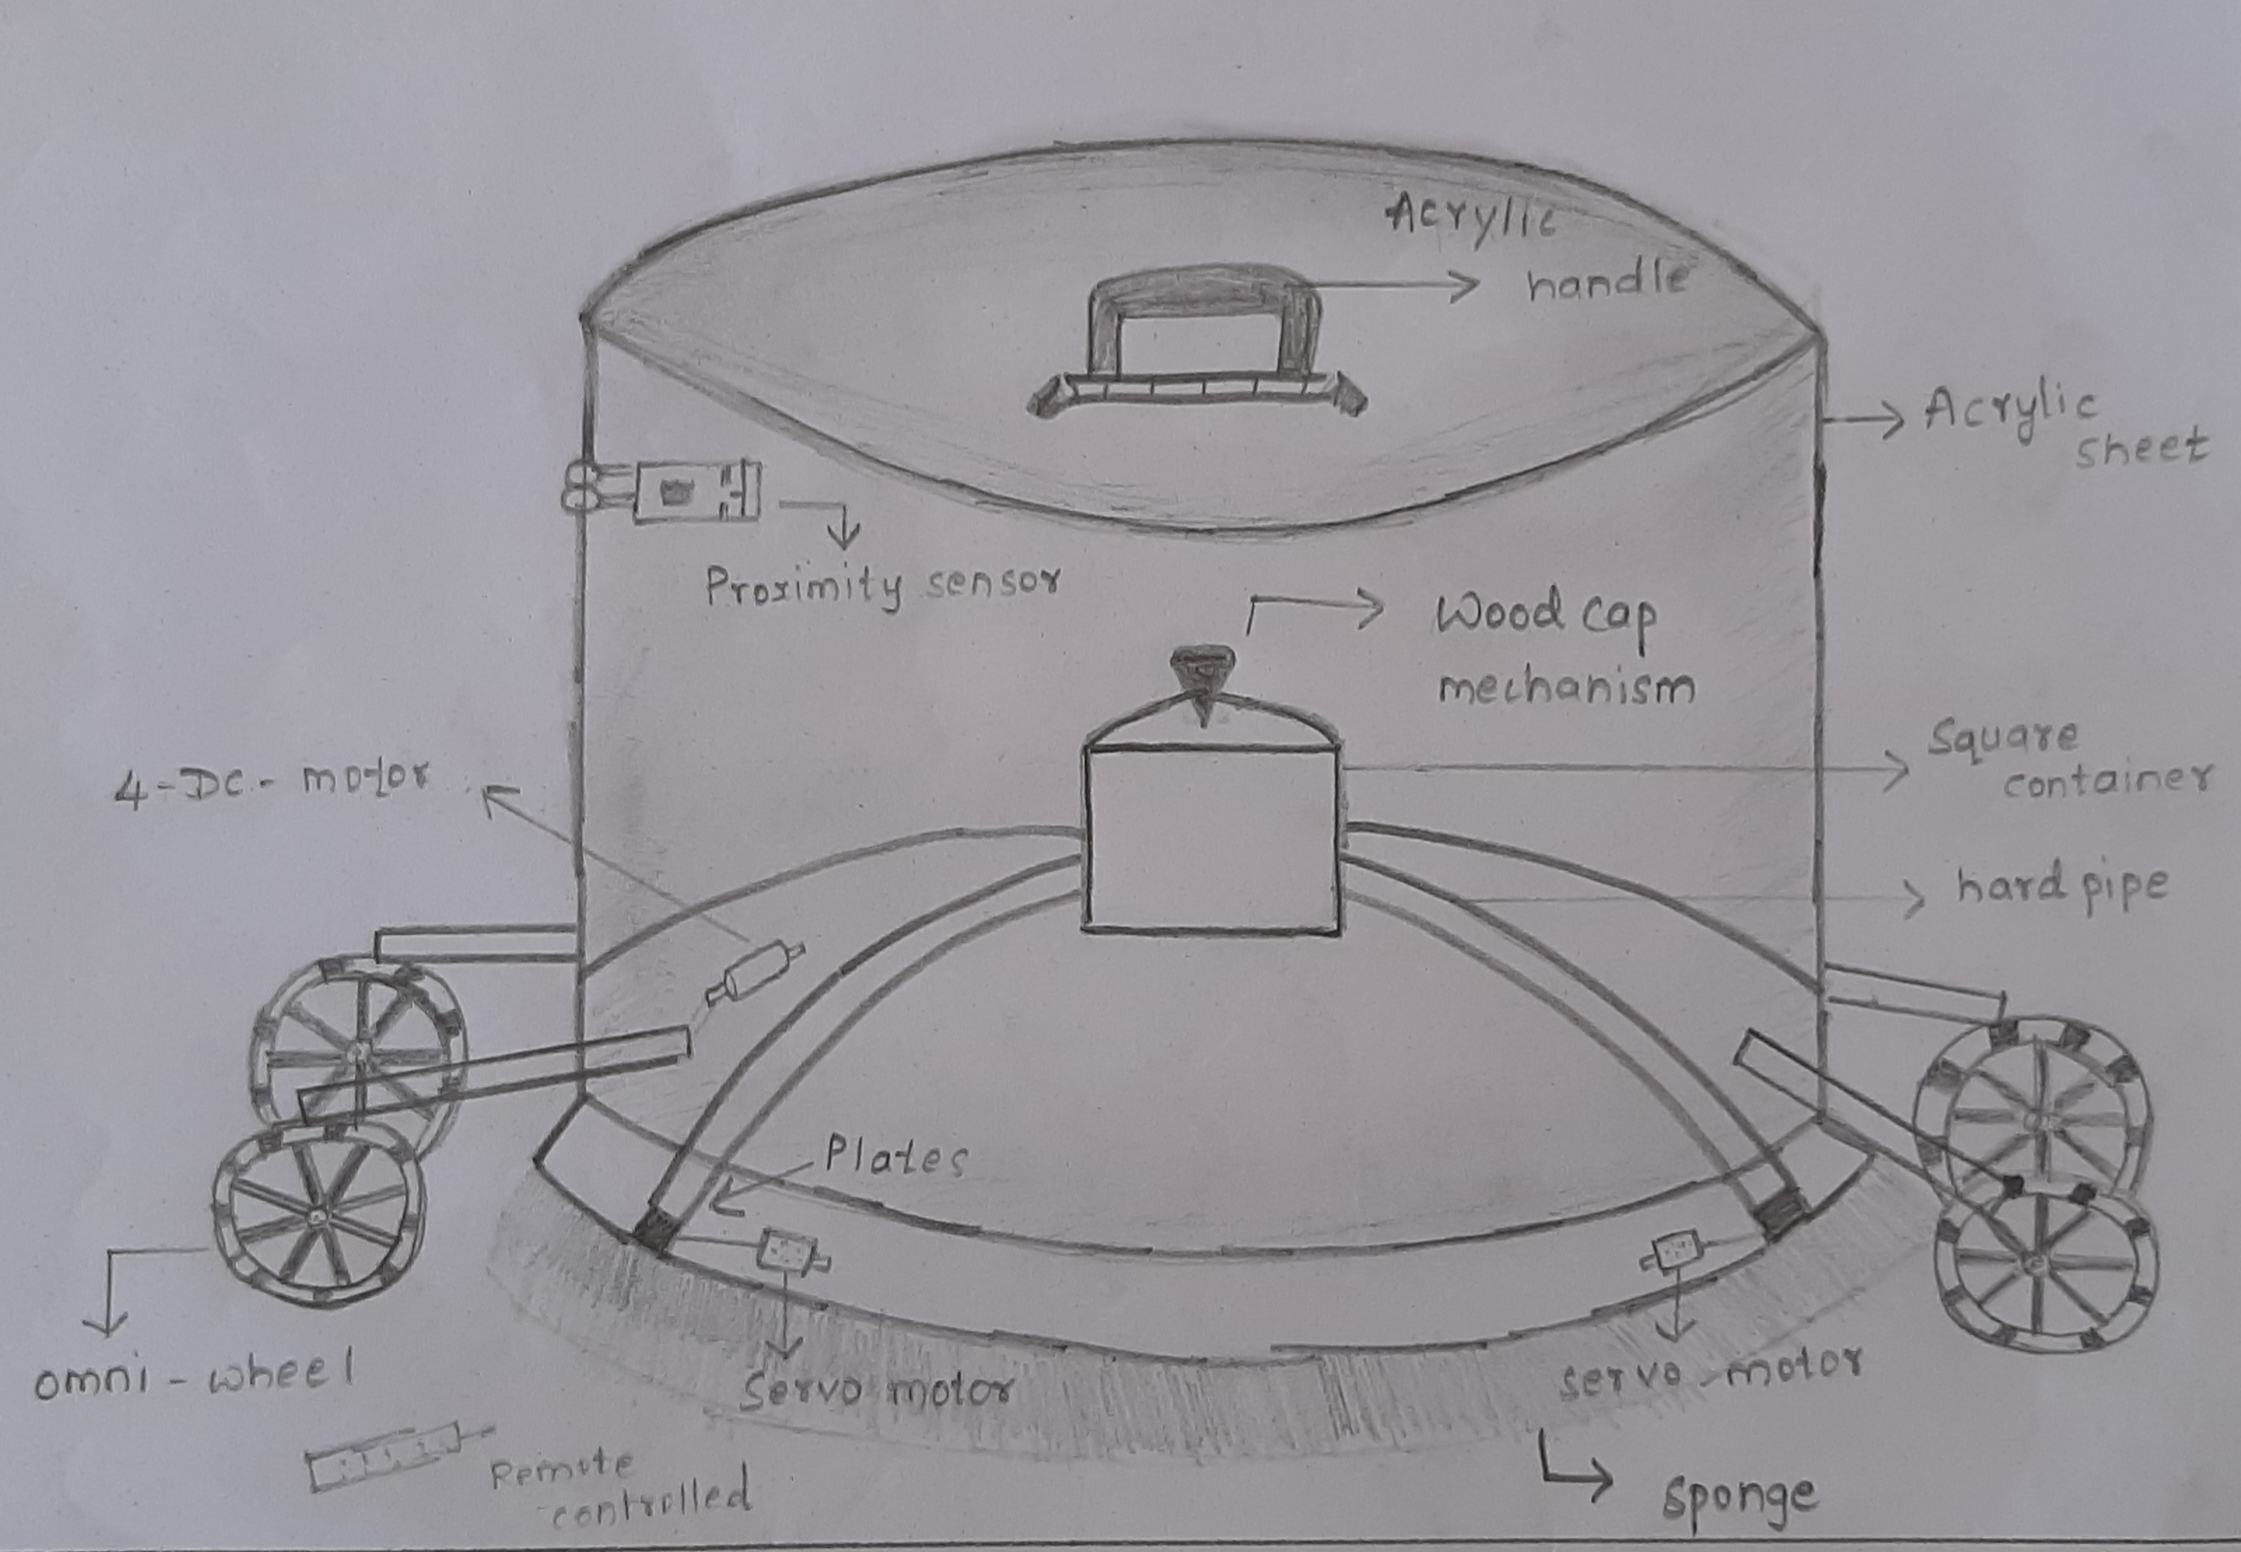 Acrylic
handle
Acrylic
sheet
Proximity sensor
Wood cap
mechanism
Square
container
4-DC- motor
hard pipe
Plates
omni-wheel
Servo motor
servo motor
Remote
controlled
sponge